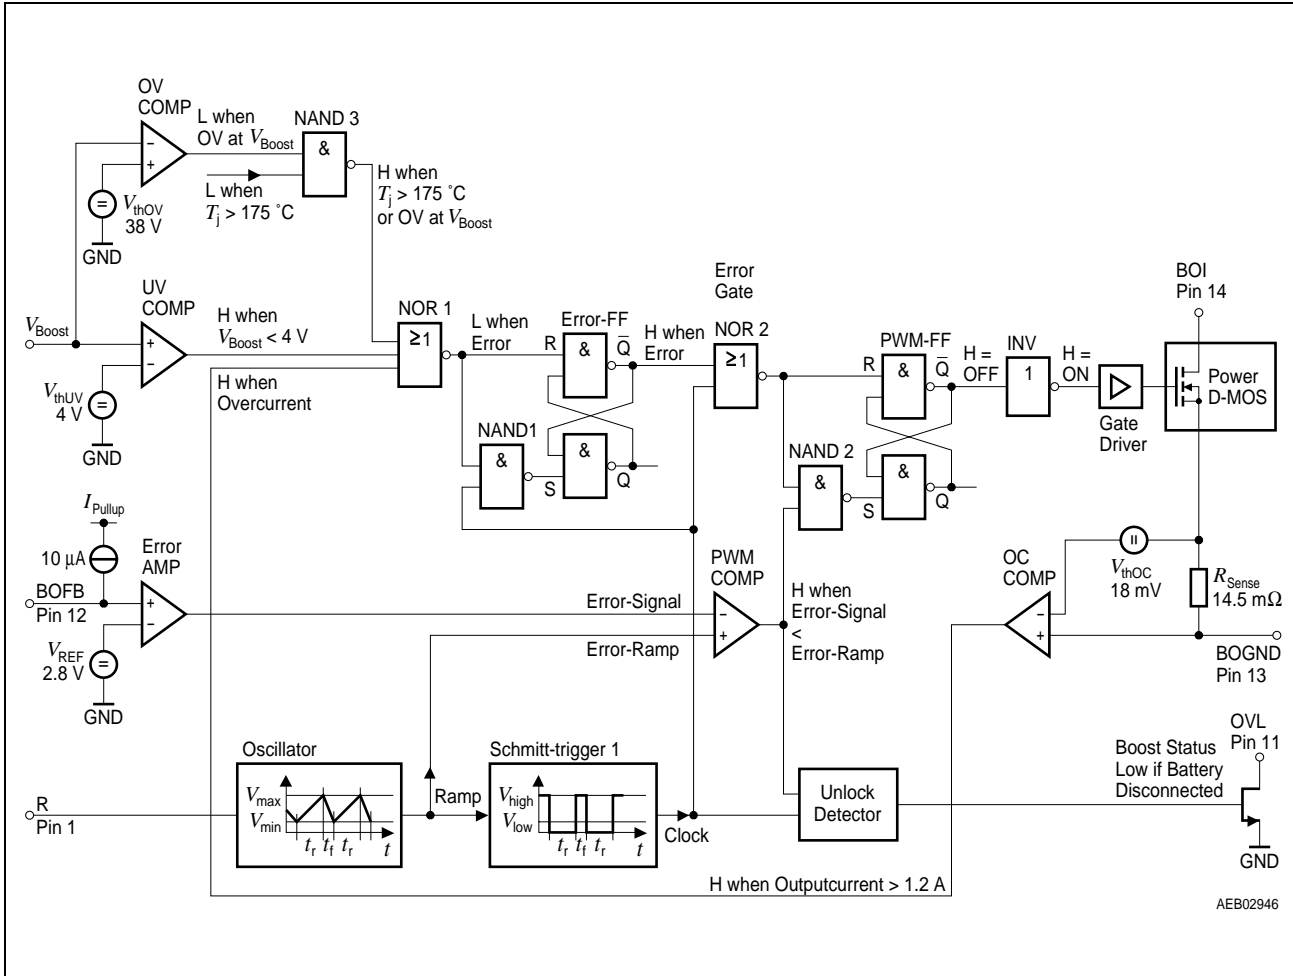 OV
COMP
L when
OV at VBoost
NAND 3
&
−
+
L when
Tj > 175 ˚C
H when
Tj > 175 ˚C
or OV at VBoost
=
VthOV
38 V
GND
UV
COMP
H when
VBoost < 4 V
VBoost
+
−
=
VthUV
4 V
GND
H when
Overcurrent
NOR 1
≥1
L when
Error
Error-FF
R
&
Q
H when
Error
NAND1
&
S
&
Q
Error
Gate
NOR 2
≥1
PWM-FF
R
&
Q
H =
OFF
INV
1
H =
ON
Gate
Driver
BOI
Pin 14
Power
D-MOS
NAND 2
&
S
&
Q
IPullup
10 µA
Error
AMP
BOFB
Pin 12
+
−
VREF
2.8 V
=
GND
Error-Signal
Error-Ramp
PWM
COMP
−
+
H when
Error-Signal
<
Error-Ramp
OC
COMP
−
+
=
VthOC
18 mV
RSense
14.5 mΩ
BOGND
Pin 13
R
Pin 1
Oscillator
Vmax
Vmin
tr tf tr t
Ramp
Schmitt-trigger 1
Vhigh
Vlow
tr tf tr t
Clock
Unlock
Detector
Boost Status
Low if Battery
Disconnected
OVL
Pin 11
GND
H when Outputcurrent > 1.2 A
AEB02946